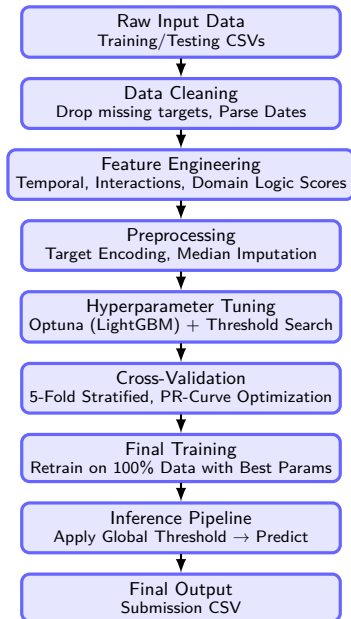 Raw Input Data
Training/Testing CSVs
Data Cleaning
Drop missing targets, Parse Dates
Feature Engineering
Temporal, Interactions, Domain Logic Scores
Preprocessing
Target Encoding, Median Imputation
Hyperparameter Tuning
Optuna (LightGBM) + Threshold Search
Cross-Validation
5-Fold Stratified, PR-Curve Optimization
Final Training
Retrain on 100% Data with Best Params
Inference Pipeline
Apply Global Threshold → Predict
Final Output
Submission CSV